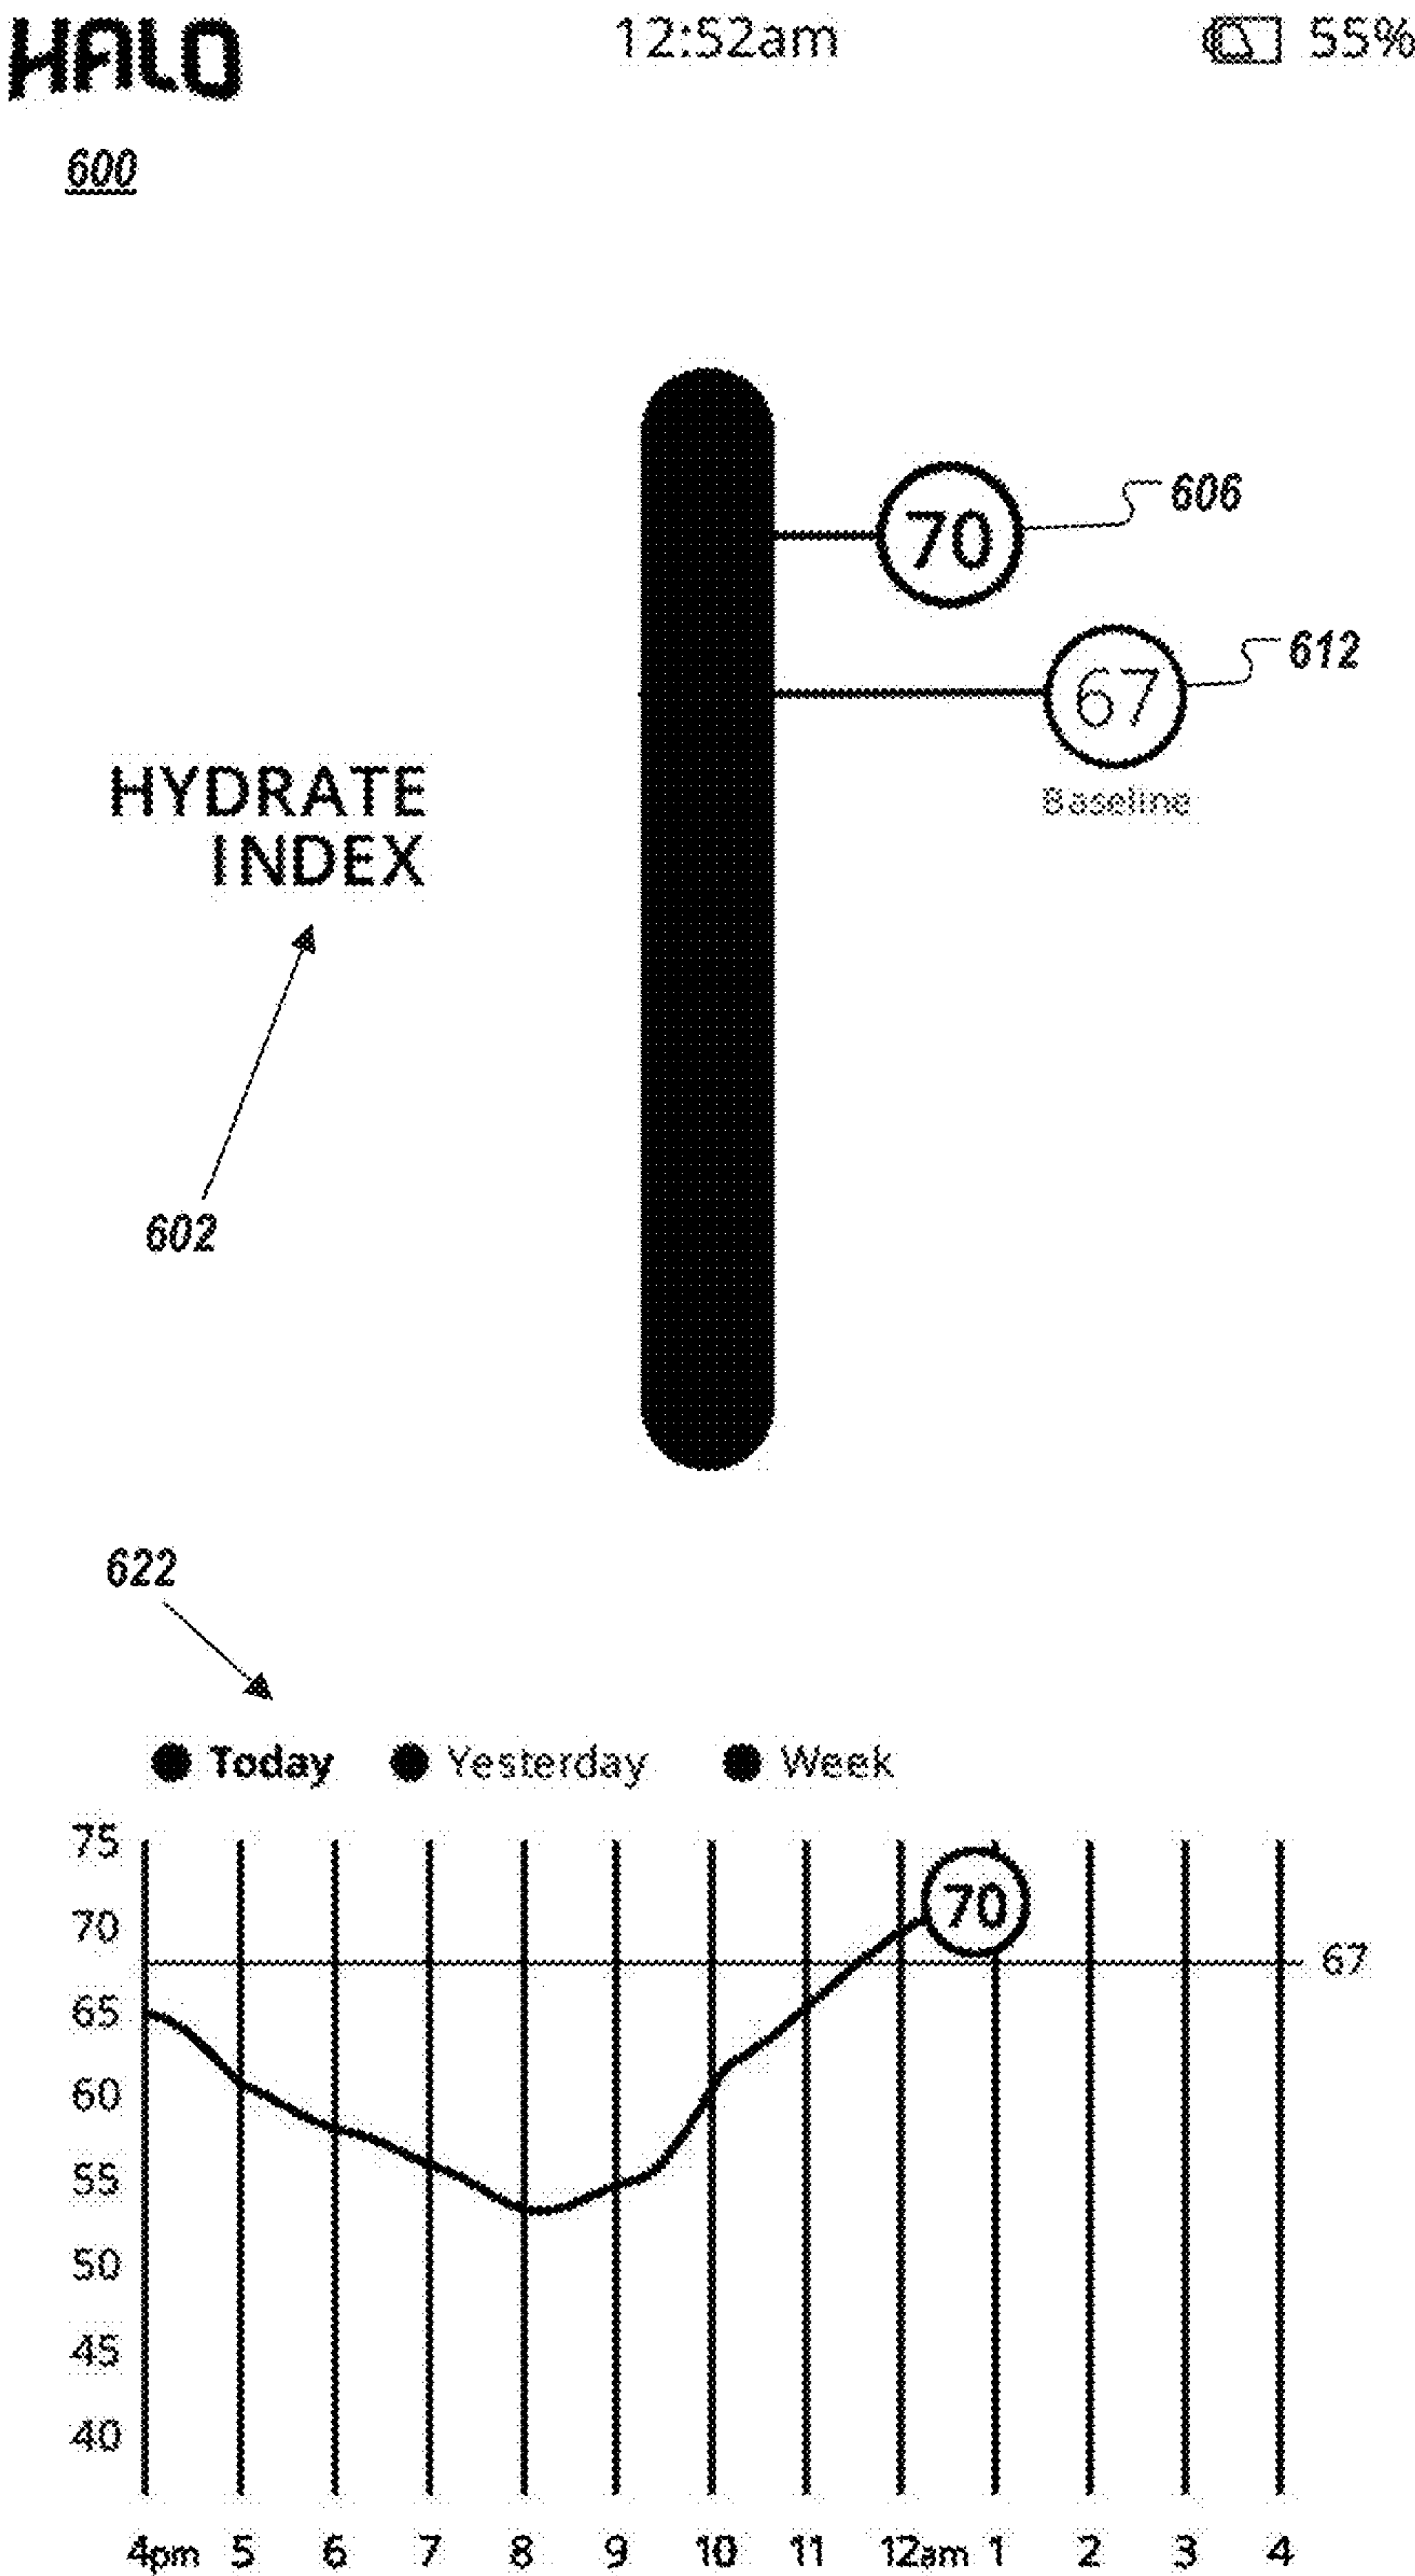 HALO 12:52am 55%
600
70 606
67 612
Baseline
HYDRATE
INDEX
602
622
Today Yesterday Week
75
70 70
67
65
60
55
50
45
40
4pm 5 6 7 8 9 10 11 12am 1 2 3 4